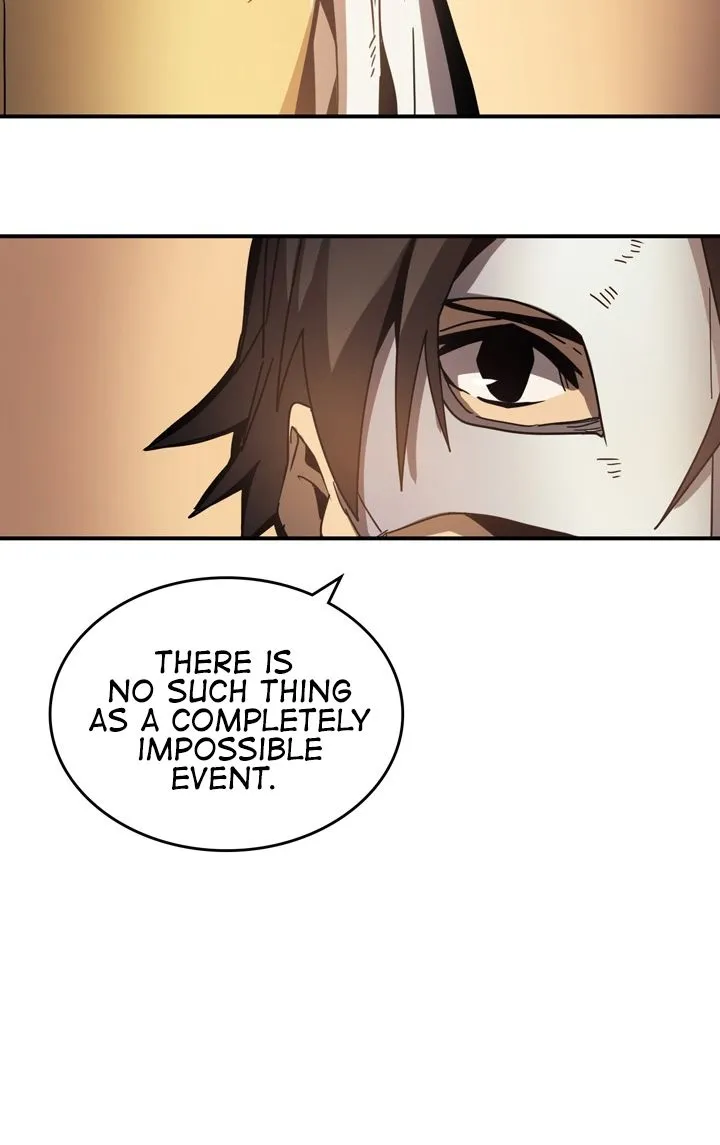 THERE IS
NO SUCH THING
AS A COMPLETELY
IMPOSSIBLE
EVENT.